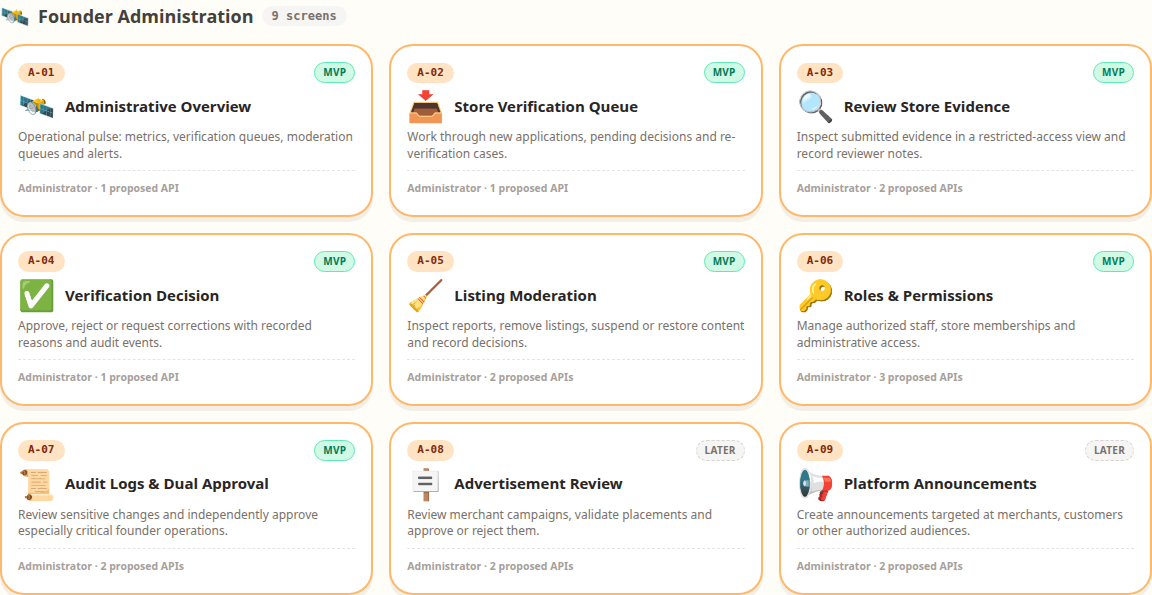 Founder Administration 9 screens
A-01 MVP
Administrative Overview
Operational pulse: metrics, verification queues, moderation
queues and alerts.
Administrator · 1 proposed API
A-02 MVP
Store Verification Queue
Work through new applications, pending decisions and re-
verification cases.
Administrator · 1 proposed API
A-03 MVP
Review Store Evidence
Inspect submitted evidence in a restricted-access view and
record reviewer notes.
Administrator · 2 proposed APIs
A-04 MVP
Verification Decision
Approve, reject or request corrections with recorded
reasons and audit events.
Administrator · 1 proposed API
A-05 MVP
Listing Moderation
Inspect reports, remove listings, suspend or restore content
and record decisions.
Administrator · 2 proposed APIs
A-06 MVP
Roles & Permissions
Manage authorized staff, store memberships and
administrative access.
Administrator · 3 proposed APIs
A-07 MVP
Audit Logs & Dual Approval
Review sensitive changes and independently approve
especially critical founder operations.
Administrator · 2 proposed APIs
A-08 LATER
Advertisement Review
Review merchant campaigns, validate placements and
approve or reject them.
Administrator · 2 proposed APIs
A-09 LATER
Platform Announcements
Create announcements targeted at merchants, customers
or other authorized audiences.
Administrator · 2 proposed APIs